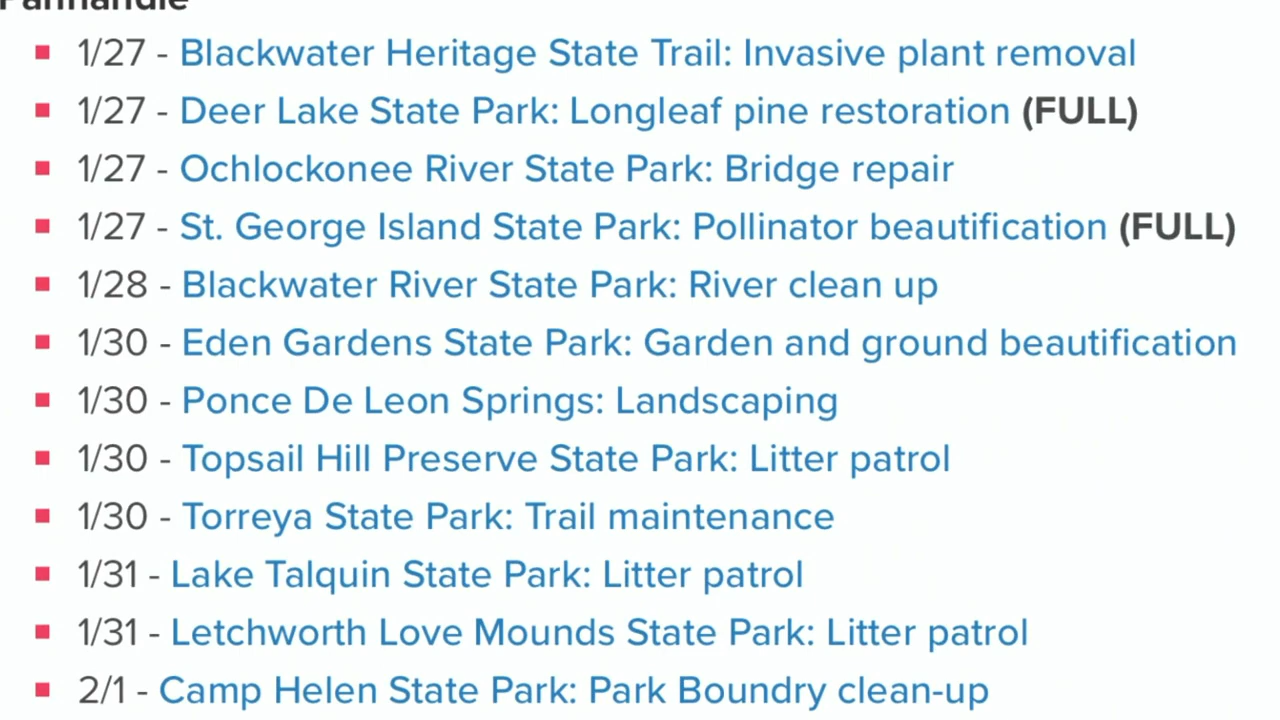 Panhandle
1/27 - Blackwater Heritage State Trail: Invasive plant removal
1/27 - Deer Lake State Park: Longleaf pine restoration (FULL)
1/27 - Ochlockonee River State Park: Bridge repair
1/27 - St. George Island State Park: Pollinator beautification (FULL)
1/28 - Blackwater River State Park: River clean up
1/30 - Eden Gardens State Park: Garden and ground beautification
1/30 - Ponce De Leon Springs: Landscaping
1/30 - Topsail Hill Preserve State Park: Litter patrol
1/30 - Torreya State Park: Trail maintenance
1/31 - Lake Talquin State Park: Litter patrol
1/31 - Letchworth Love Mounds State Park: Litter patrol
2/1 - Camp Helen State Park: Park Boundry clean-up